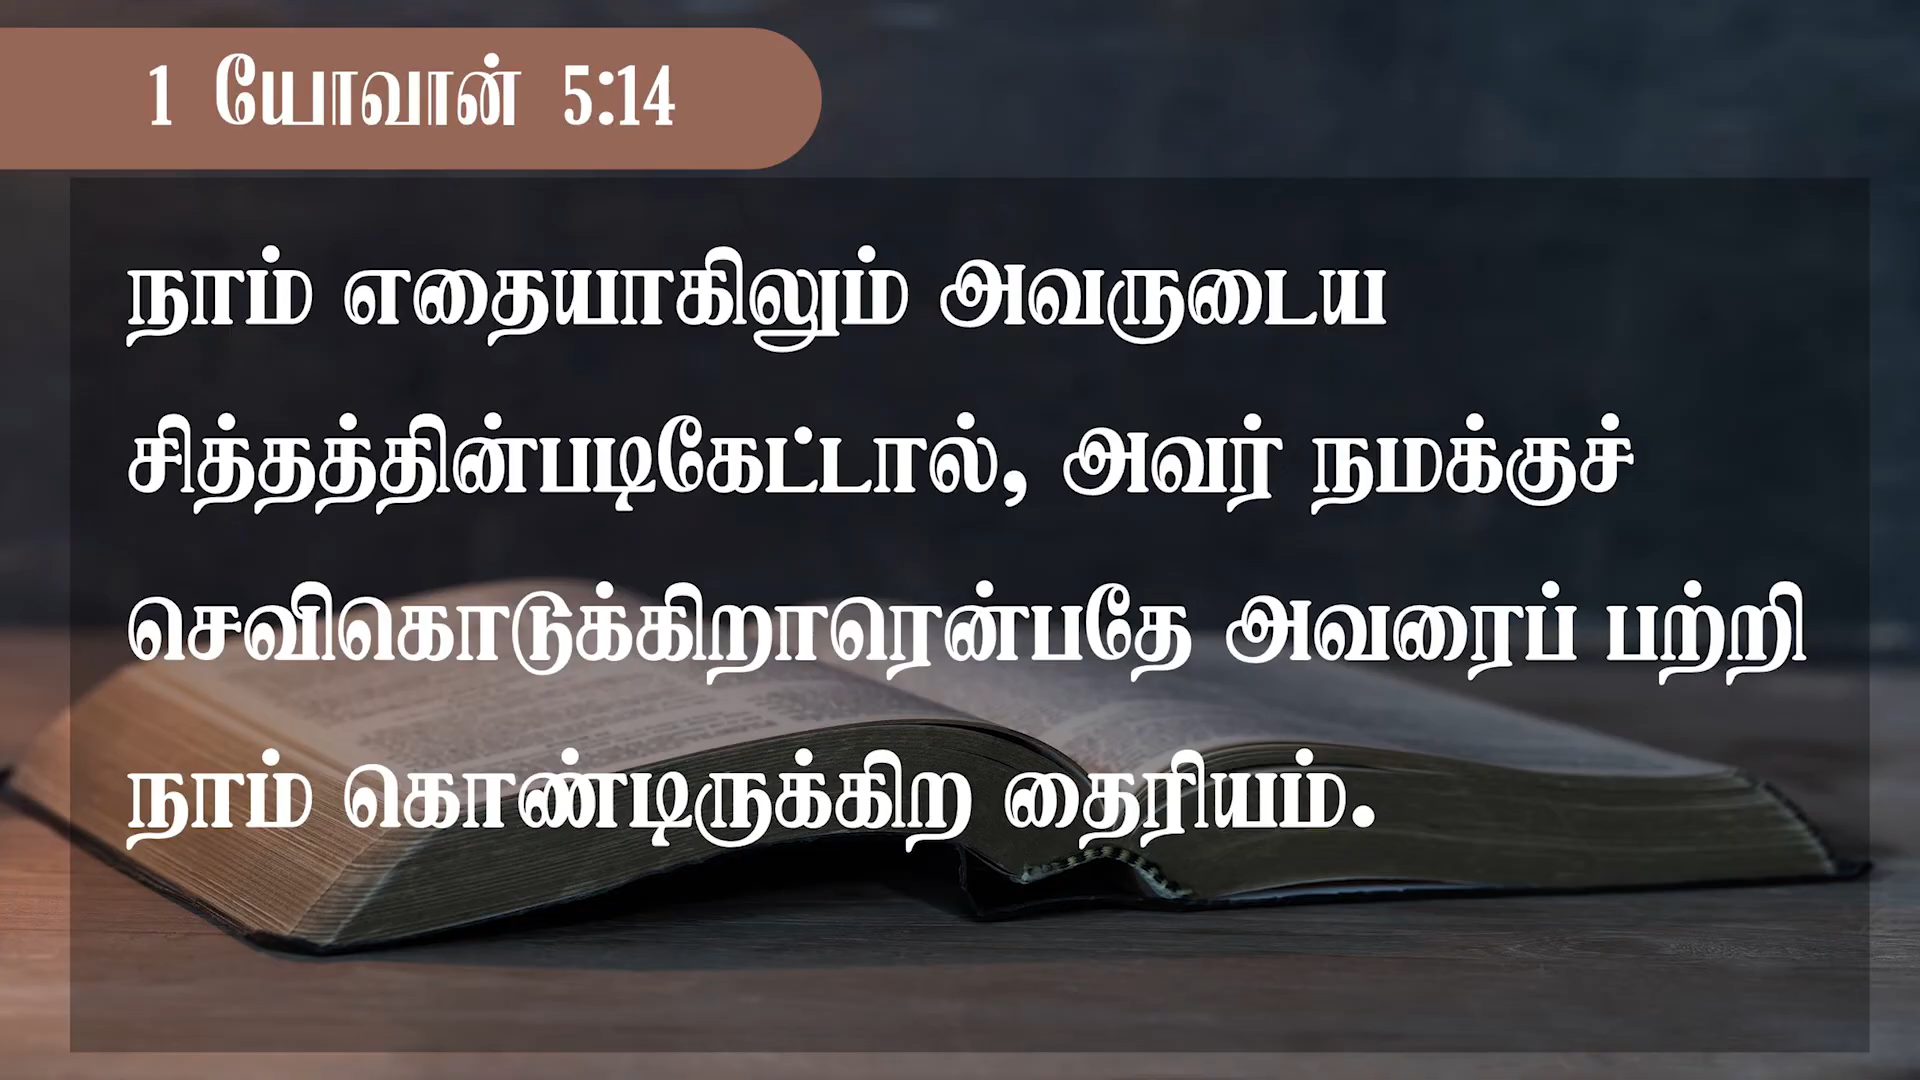 1 யோவான் 5:14
நாம் எதையாகிலும் அவருடைய
சித்தத்தின்படிகேட்டால், அவர் நமக்குச்
செவிகொடுக்கிறாரென்பதே அவரைப் பற்றி
நாம் கொண்டிருக்கிற தைரியம்.